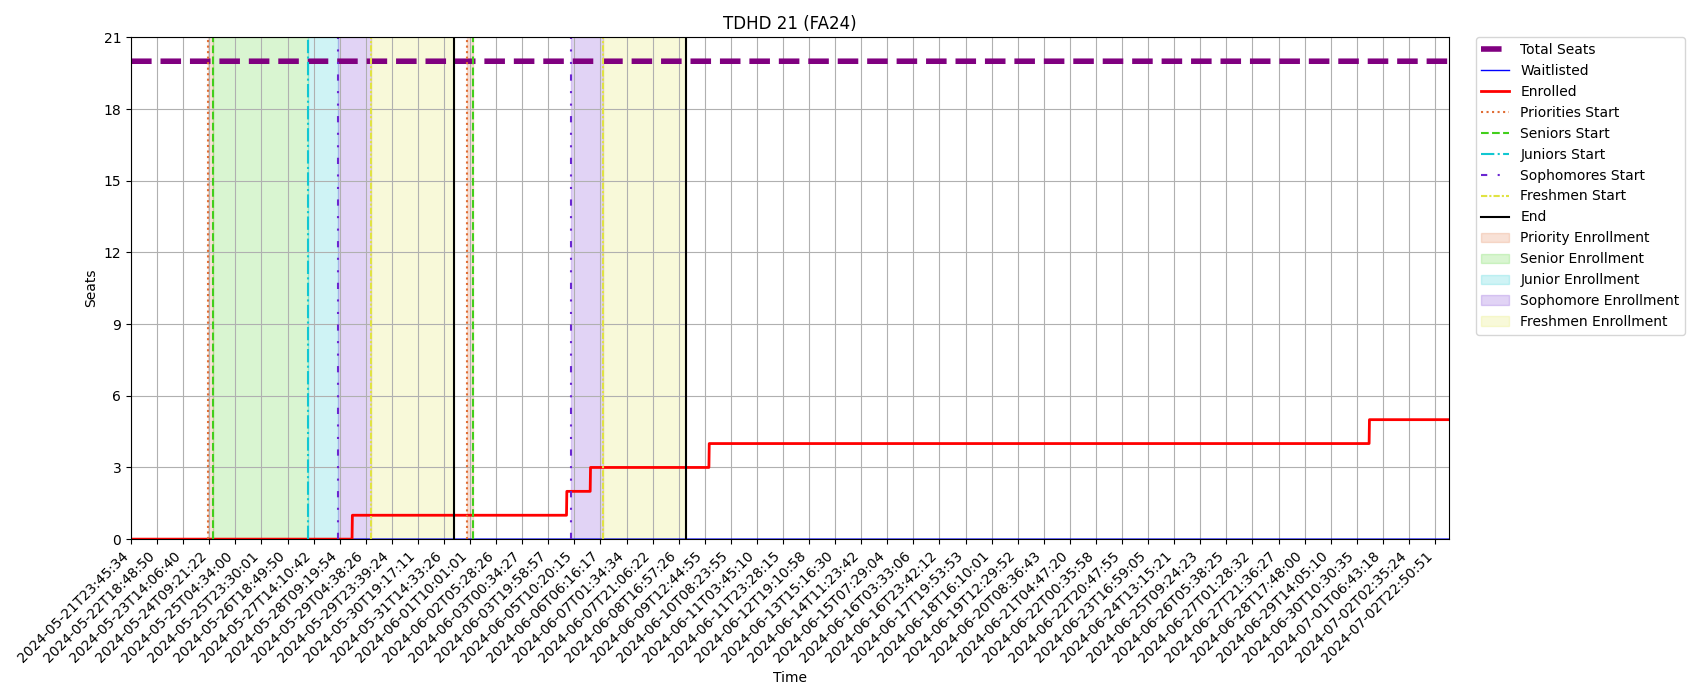 TDHD 21 (FA24)
21
18
15
12
9
6
3
0
Seats
2024-05-21T23:45:34
2024-05-22T18:48:50
2024-05-23T14:06:40
2024-05-24T09:21:22
2024-05-25T04:34:00
2024-05-25T23:30:01
2024-05-26T18:49:50
2024-05-27T14:10:42
2024-05-28T09:19:54
2024-05-29T04:38:26
2024-05-29T23:39:24
2024-05-30T19:17:11
2024-05-31T14:33:26
2024-06-01T10:01:01
2024-06-02T05:28:26
2024-06-03T00:34:27
2024-06-03T19:58:57
2024-06-05T10:20:15
2024-06-06T06:16:17
2024-06-07T01:34:34
2024-06-07T21:06:22
2024-06-08T16:57:26
2024-06-09T12:44:55
2024-06-10T08:23:55
2024-06-11T03:45:10
2024-06-11T23:28:15
2024-06-12T19:10:58
2024-06-13T15:16:30
2024-06-14T11:23:42
2024-06-15T07:29:04
2024-06-16T03:33:06
2024-06-16T23:42:12
2024-06-17T19:53:53
2024-06-18T16:10:01
2024-06-19T12:29:52
2024-06-20T08:36:43
2024-06-21T04:47:20
2024-06-22T00:35:58
2024-06-22T20:47:55
2024-06-23T16:59:05
2024-06-24T13:15:21
2024-06-25T09:24:23
2024-06-26T05:38:25
2024-06-27T01:28:32
2024-06-27T21:36:27
2024-06-28T17:48:00
2024-06-29T14:05:10
2024-06-30T10:30:35
2024-07-01T06:43:18
2024-07-02T02:35:24
2024-07-02T22:50:51
Time
Total Seats
Waitlisted
Enrolled
Priorities Start
Seniors Start
Juniors Start
Sophomores Start
Freshmen Start
End
Priority Enrollment
Senior Enrollment
Junior Enrollment
Sophomore Enrollment
Freshmen Enrollment